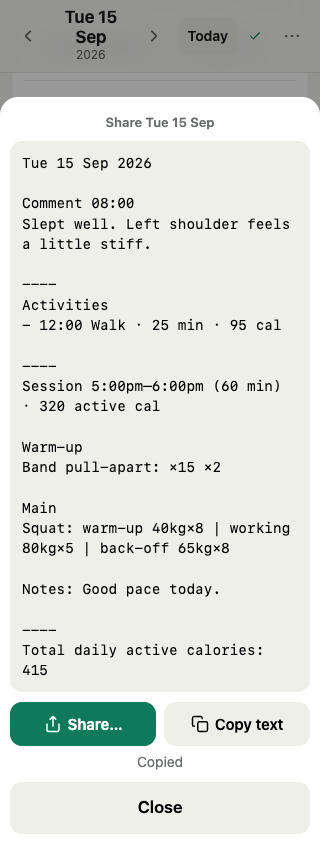 Tue 15
Sep
2026
Today
Share Tue 15 Sep
Tue 15 Sep 2026
Comment 08:00
Slept well. Left shoulder feels
a little stiff.
————
Activities
– 12:00 Walk · 25 min · 95 cal
————
Session 5:00pm–6:00pm (60 min)
· 320 active cal
Warm-up
Band pull-apart: ×15 ×2
Main
Squat: warm-up 40kg×8 | working
80kg×5 | back-off 65kg×8
Notes: Good pace today.
————
Total daily active calories:
415
Share...
Copy text
Copied
Close